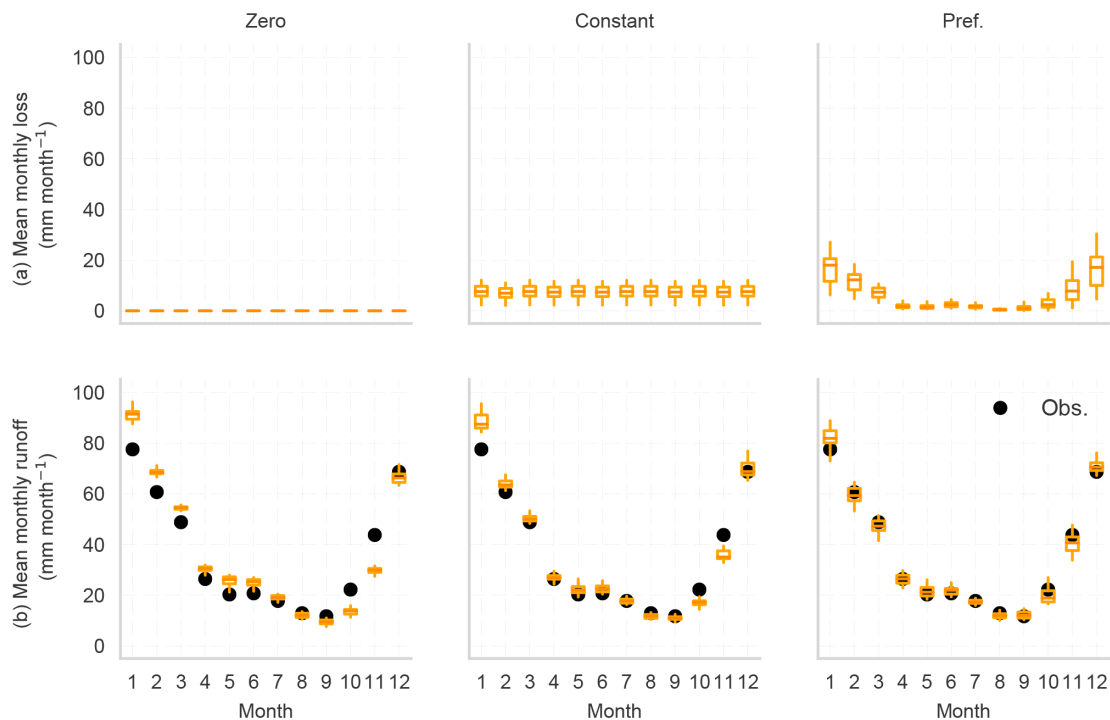 Zero
Constant
Pref.
(a) Mean monthly loss
(mm month⁻¹)
100
80
60
40
20
0
(b) Mean monthly runoff
(mm month⁻¹)
100
80
60
40
20
0
Obs.
1 2 3 4 5 6 7 8 9 10 11 12
1 2 3 4 5 6 7 8 9 10 11 12
1 2 3 4 5 6 7 8 9 10 11 12
Month
Month
Month